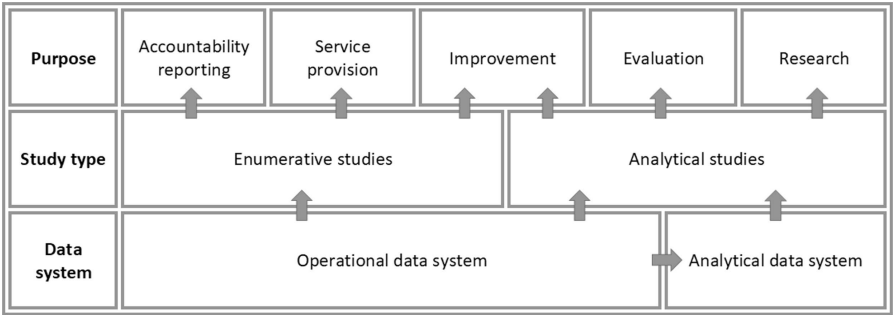 Purpose
Accountability
reporting
Service
provision
Improvement
Evaluation
Research
Study type
Enumerative studies
Analytical studies
Data
system
Operational data system
Analytical data system